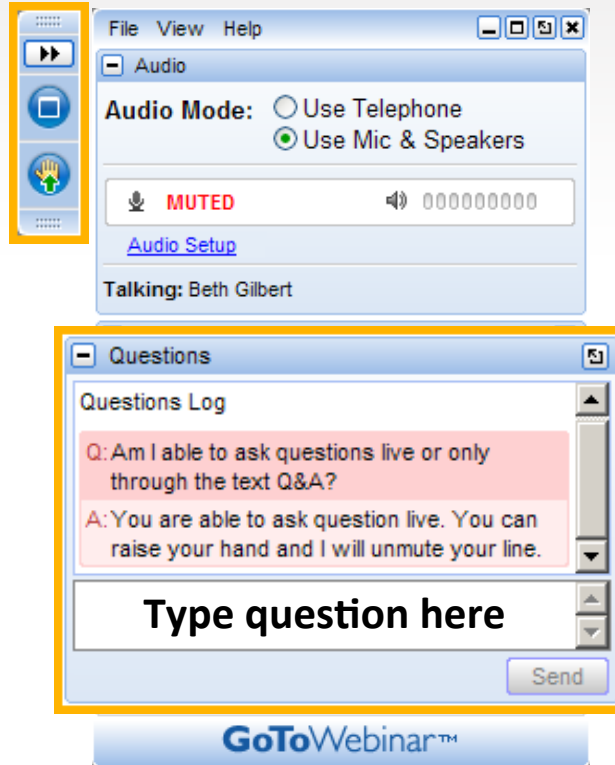 File View Help
Audio
Audio Mode: Use Telephone
Use Mic & Speakers
MUTED 000000000
Audio Setup
Talking: Beth Gilbert
Questions
Questions Log
Q: Am I able to ask questions live or only
through the text Q&A?
A: You are able to ask question live. You can
raise your hand and I will unmute your line.
Type question here
Send
GoToWebinar™